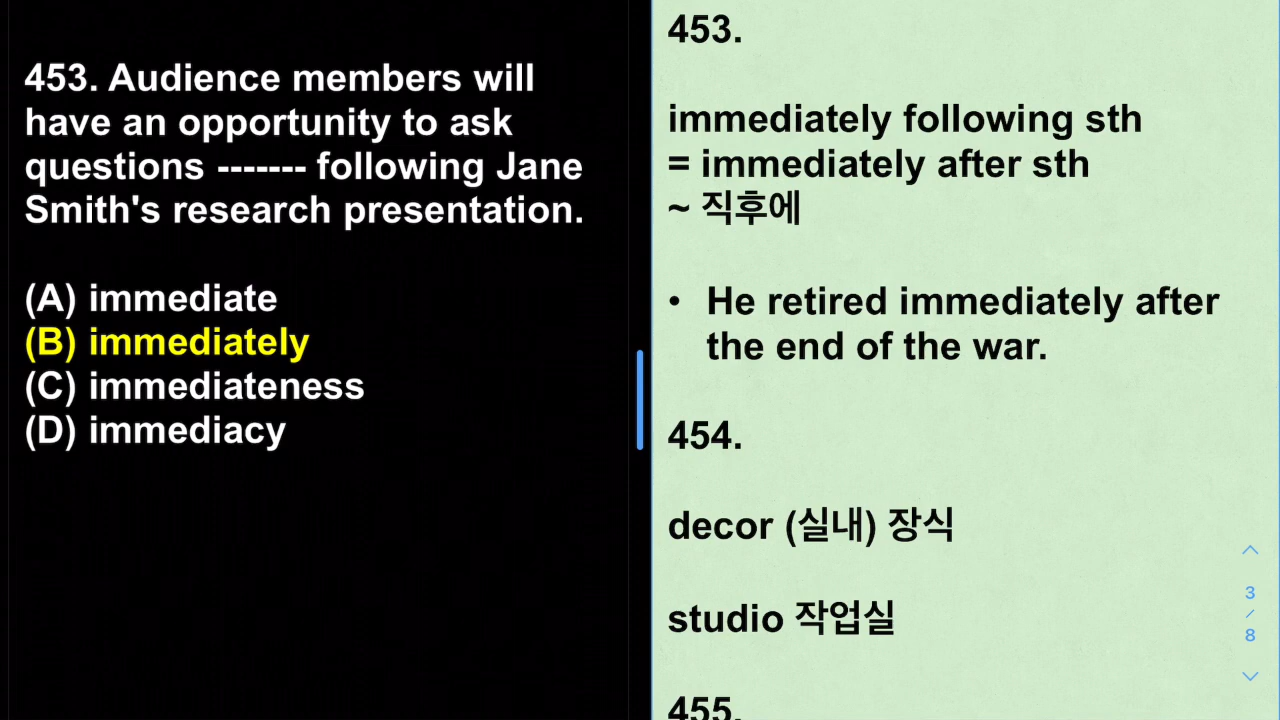 453. Audience members will
have an opportunity to ask
questions ------- following Jane
Smith's research presentation.
(A) immediate
(B) immediately
(C) immediateness
(D) immediacy
453.
immediately following sth
= immediately after sth
~ 직후에
• He retired immediately after
the end of the war.
454.
decor (실내) 장식
studio 작업실
455.
3
/
8